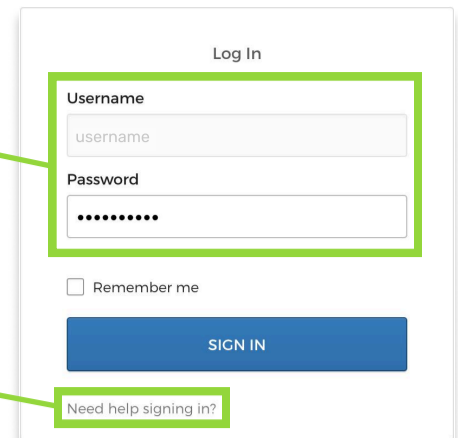 Log In
Username
username
Password
••••••••••
Remember me
SIGN IN
Need help signing in?